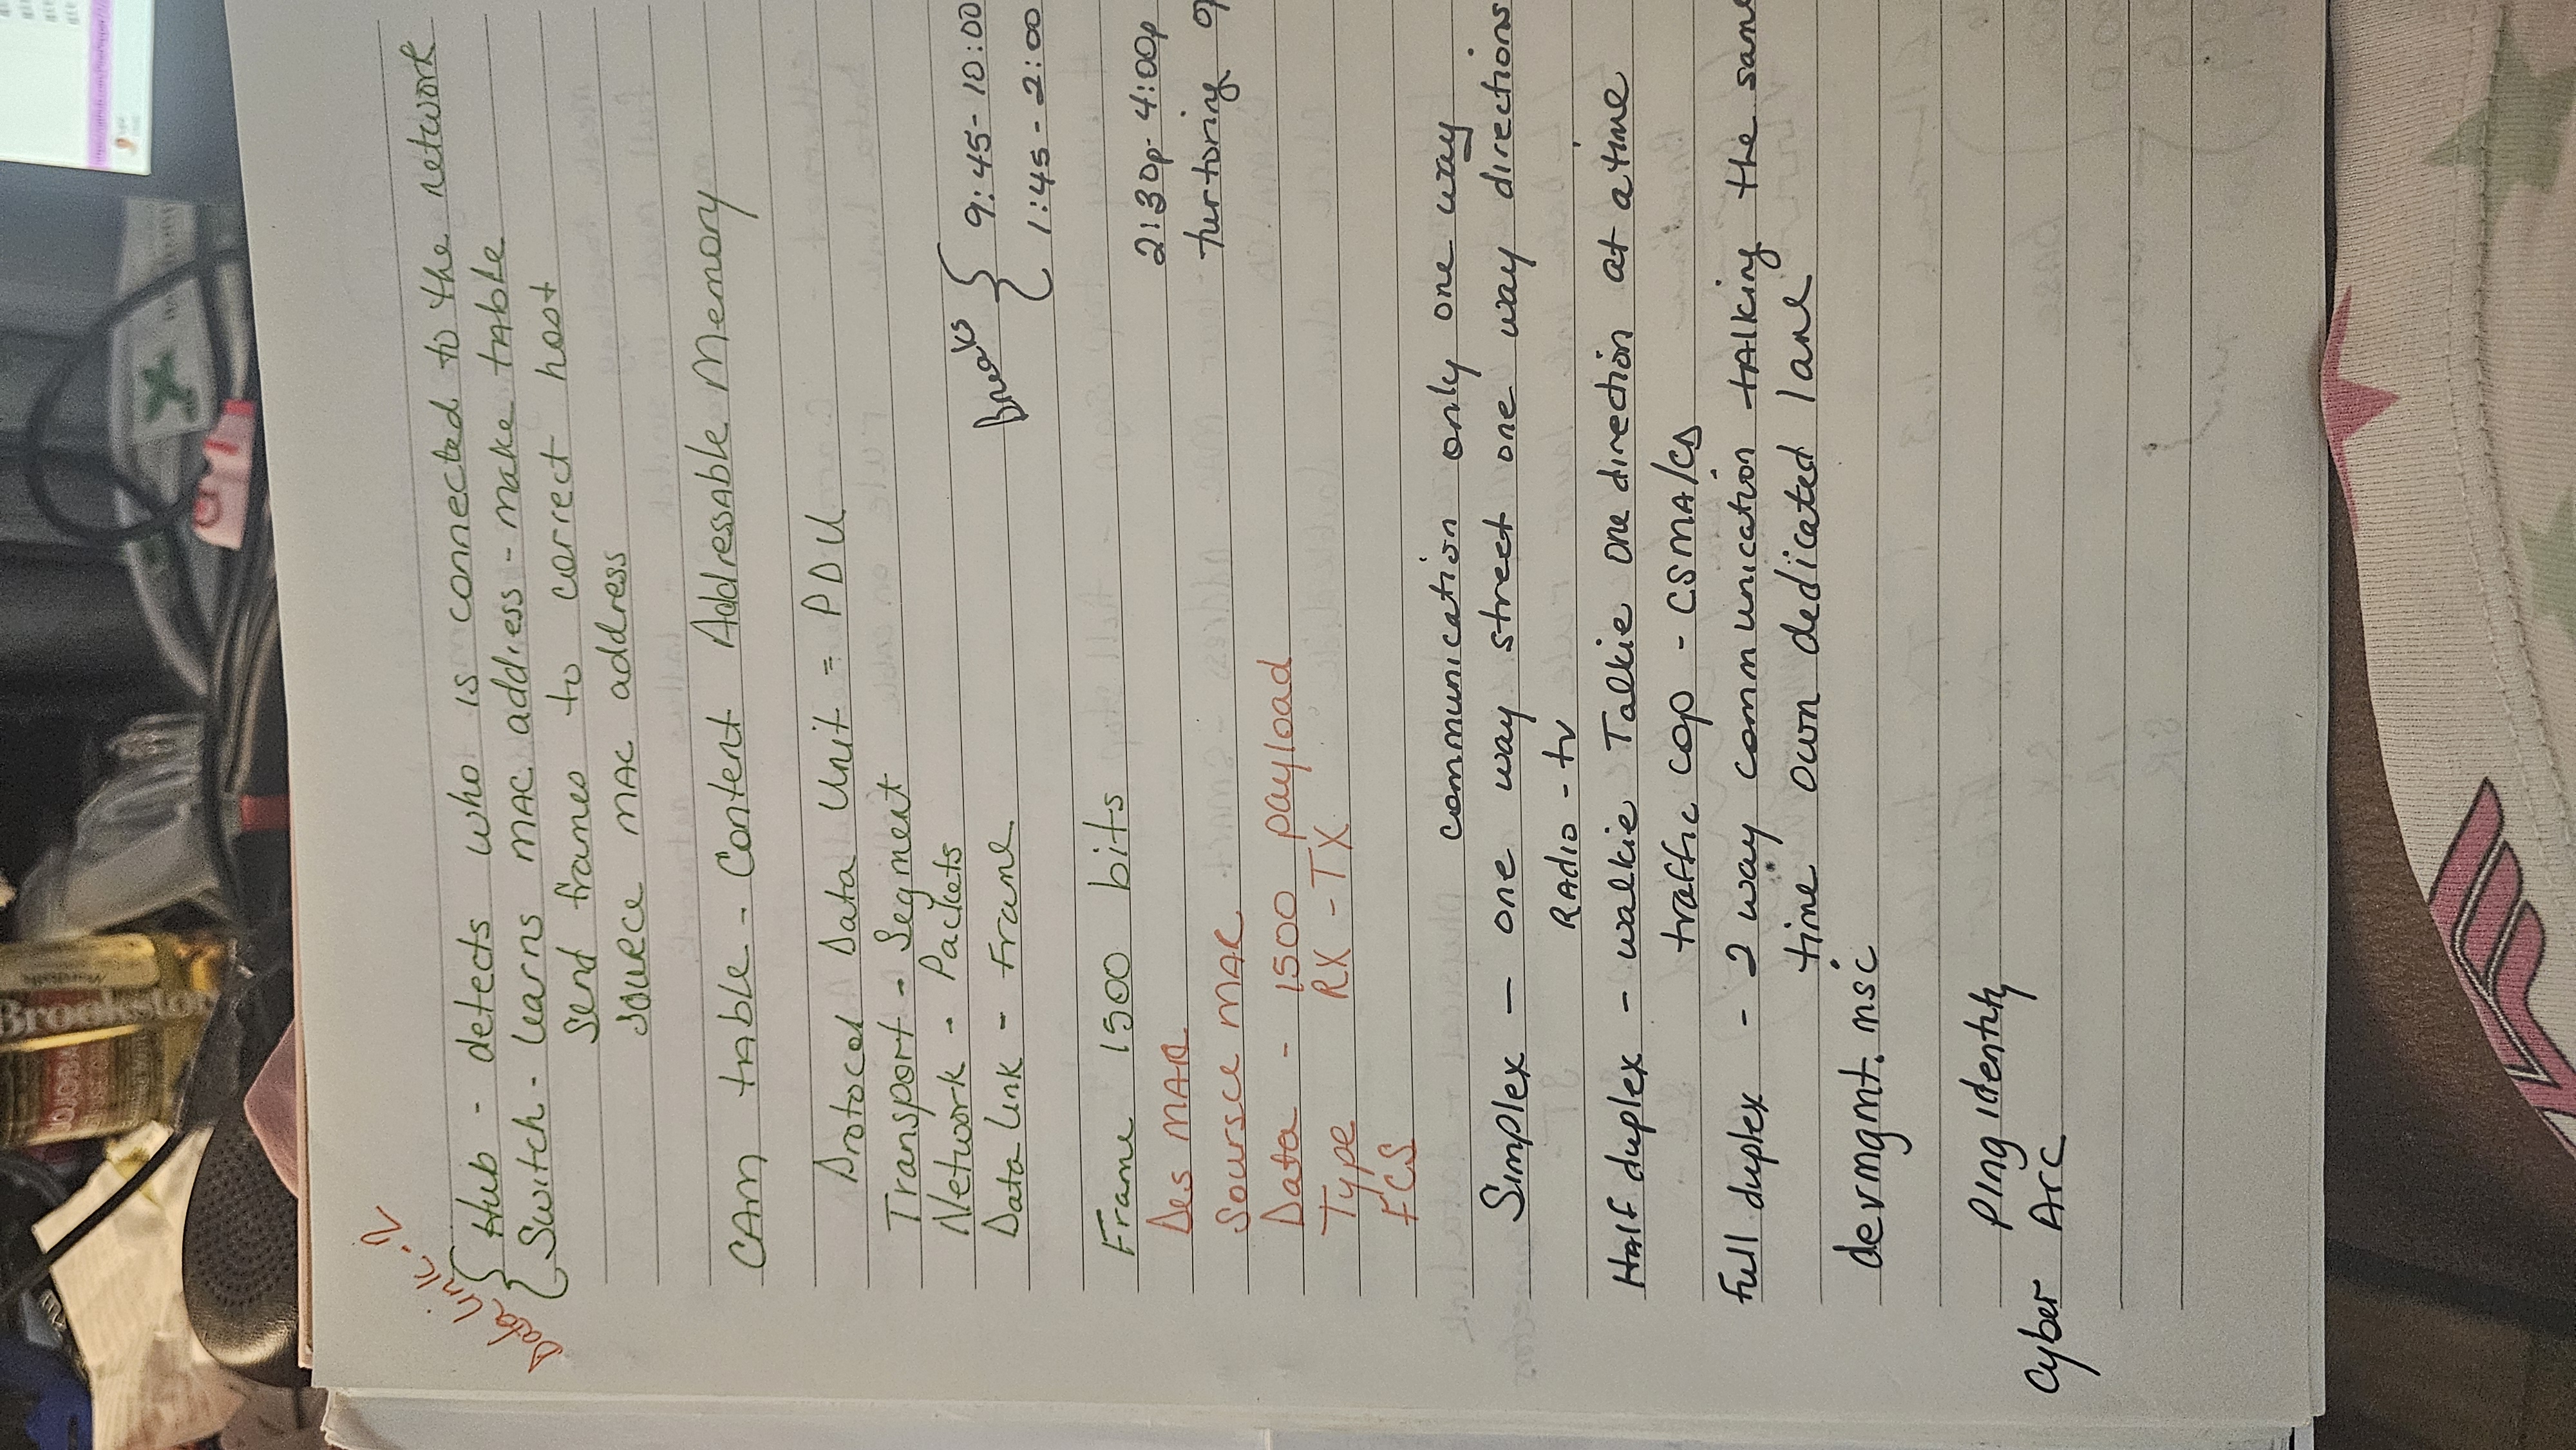 Brookston
JOJOBA
Data link - 2
Hub - detects who is connected to the network
Switch - learns MAC address - make table
send frames to correct host
source MAC address
CAM table - Content Addressable Memory
Protocol Data Unit = PDU
Transport - Segment
Network - Packets
Data link - Frame
Breaks
9:45 - 10:00
1:45 - 2:00
Frame 1500 bits
Des MAC
Soursce MAC
2:30p - 4:00p
turtoring
Data - 1500 payload
Type RX - TX
FCS
communication only one way
Simplex - one way street one way directions
Radio - tv
Half duplex - walkie Talkie one direction at a time
traffic cop - CSMA/CD
Full duplex - 2 way communication talking the same
time own dedicated lane
devmgmt.msc
Ping identity
Cyber Arc